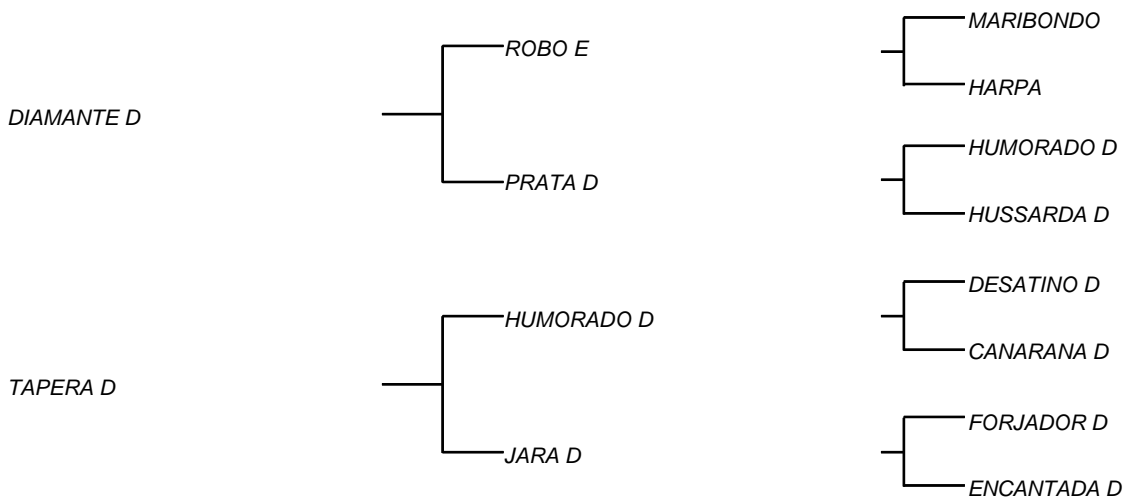 MARIBONDO
ROBO E
HARPA
DIAMANTE D
HUMORADO D
PRATA D
HUSSARDA D
DESATINO D
HUMORADO D
CANARANA D
TAPERA D
FORJADOR D
JARA D
ENCANTADA D